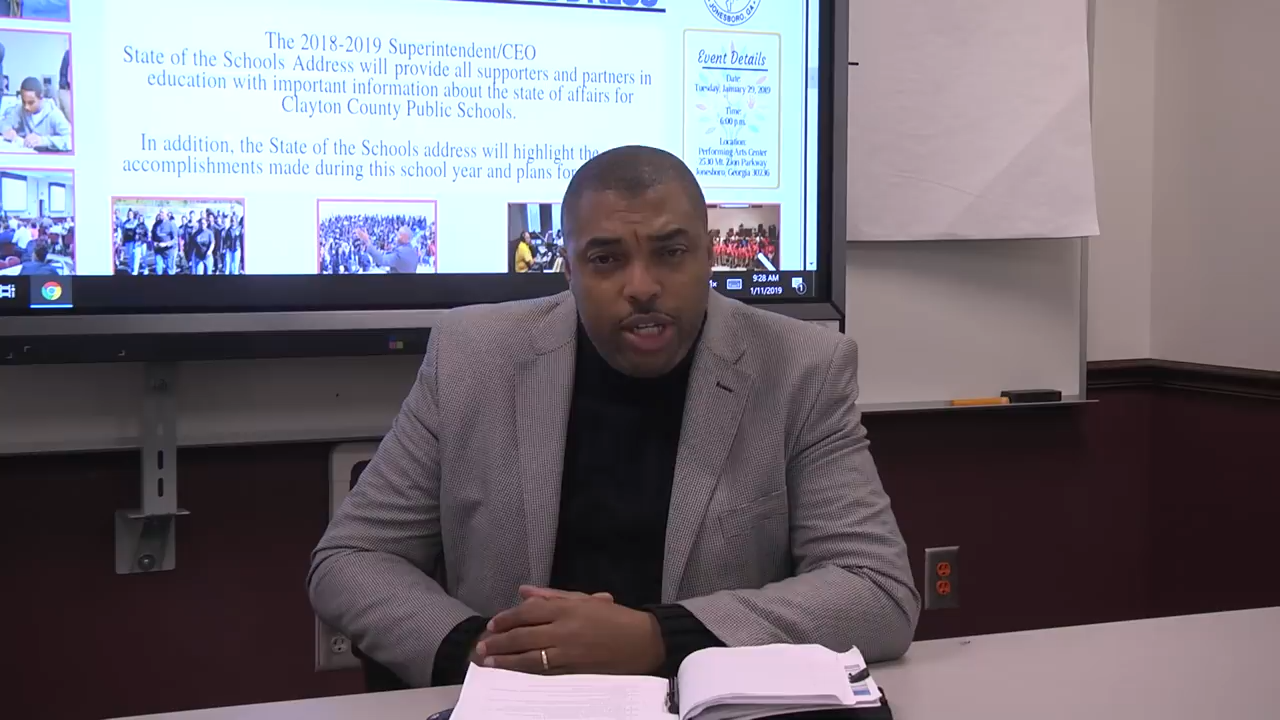 JONESBORO, GA.
The 2018-2019 Superintendent/CEO
State of the Schools Address will provide all supporters and partners in
education with important information about the state of affairs for
Clayton County Public Schools.
In addition, the State of the Schools address will highlight the
accomplishments made during this school year and plans for
Event Details
Date:
Tuesday, January 29, 2019
Time:
6:00 p.m.
Location:
Performing Arts Center
2530 Mt. Zion Parkway
Jonesboro, Georgia 30236
9:28 AM
1/11/2019
1